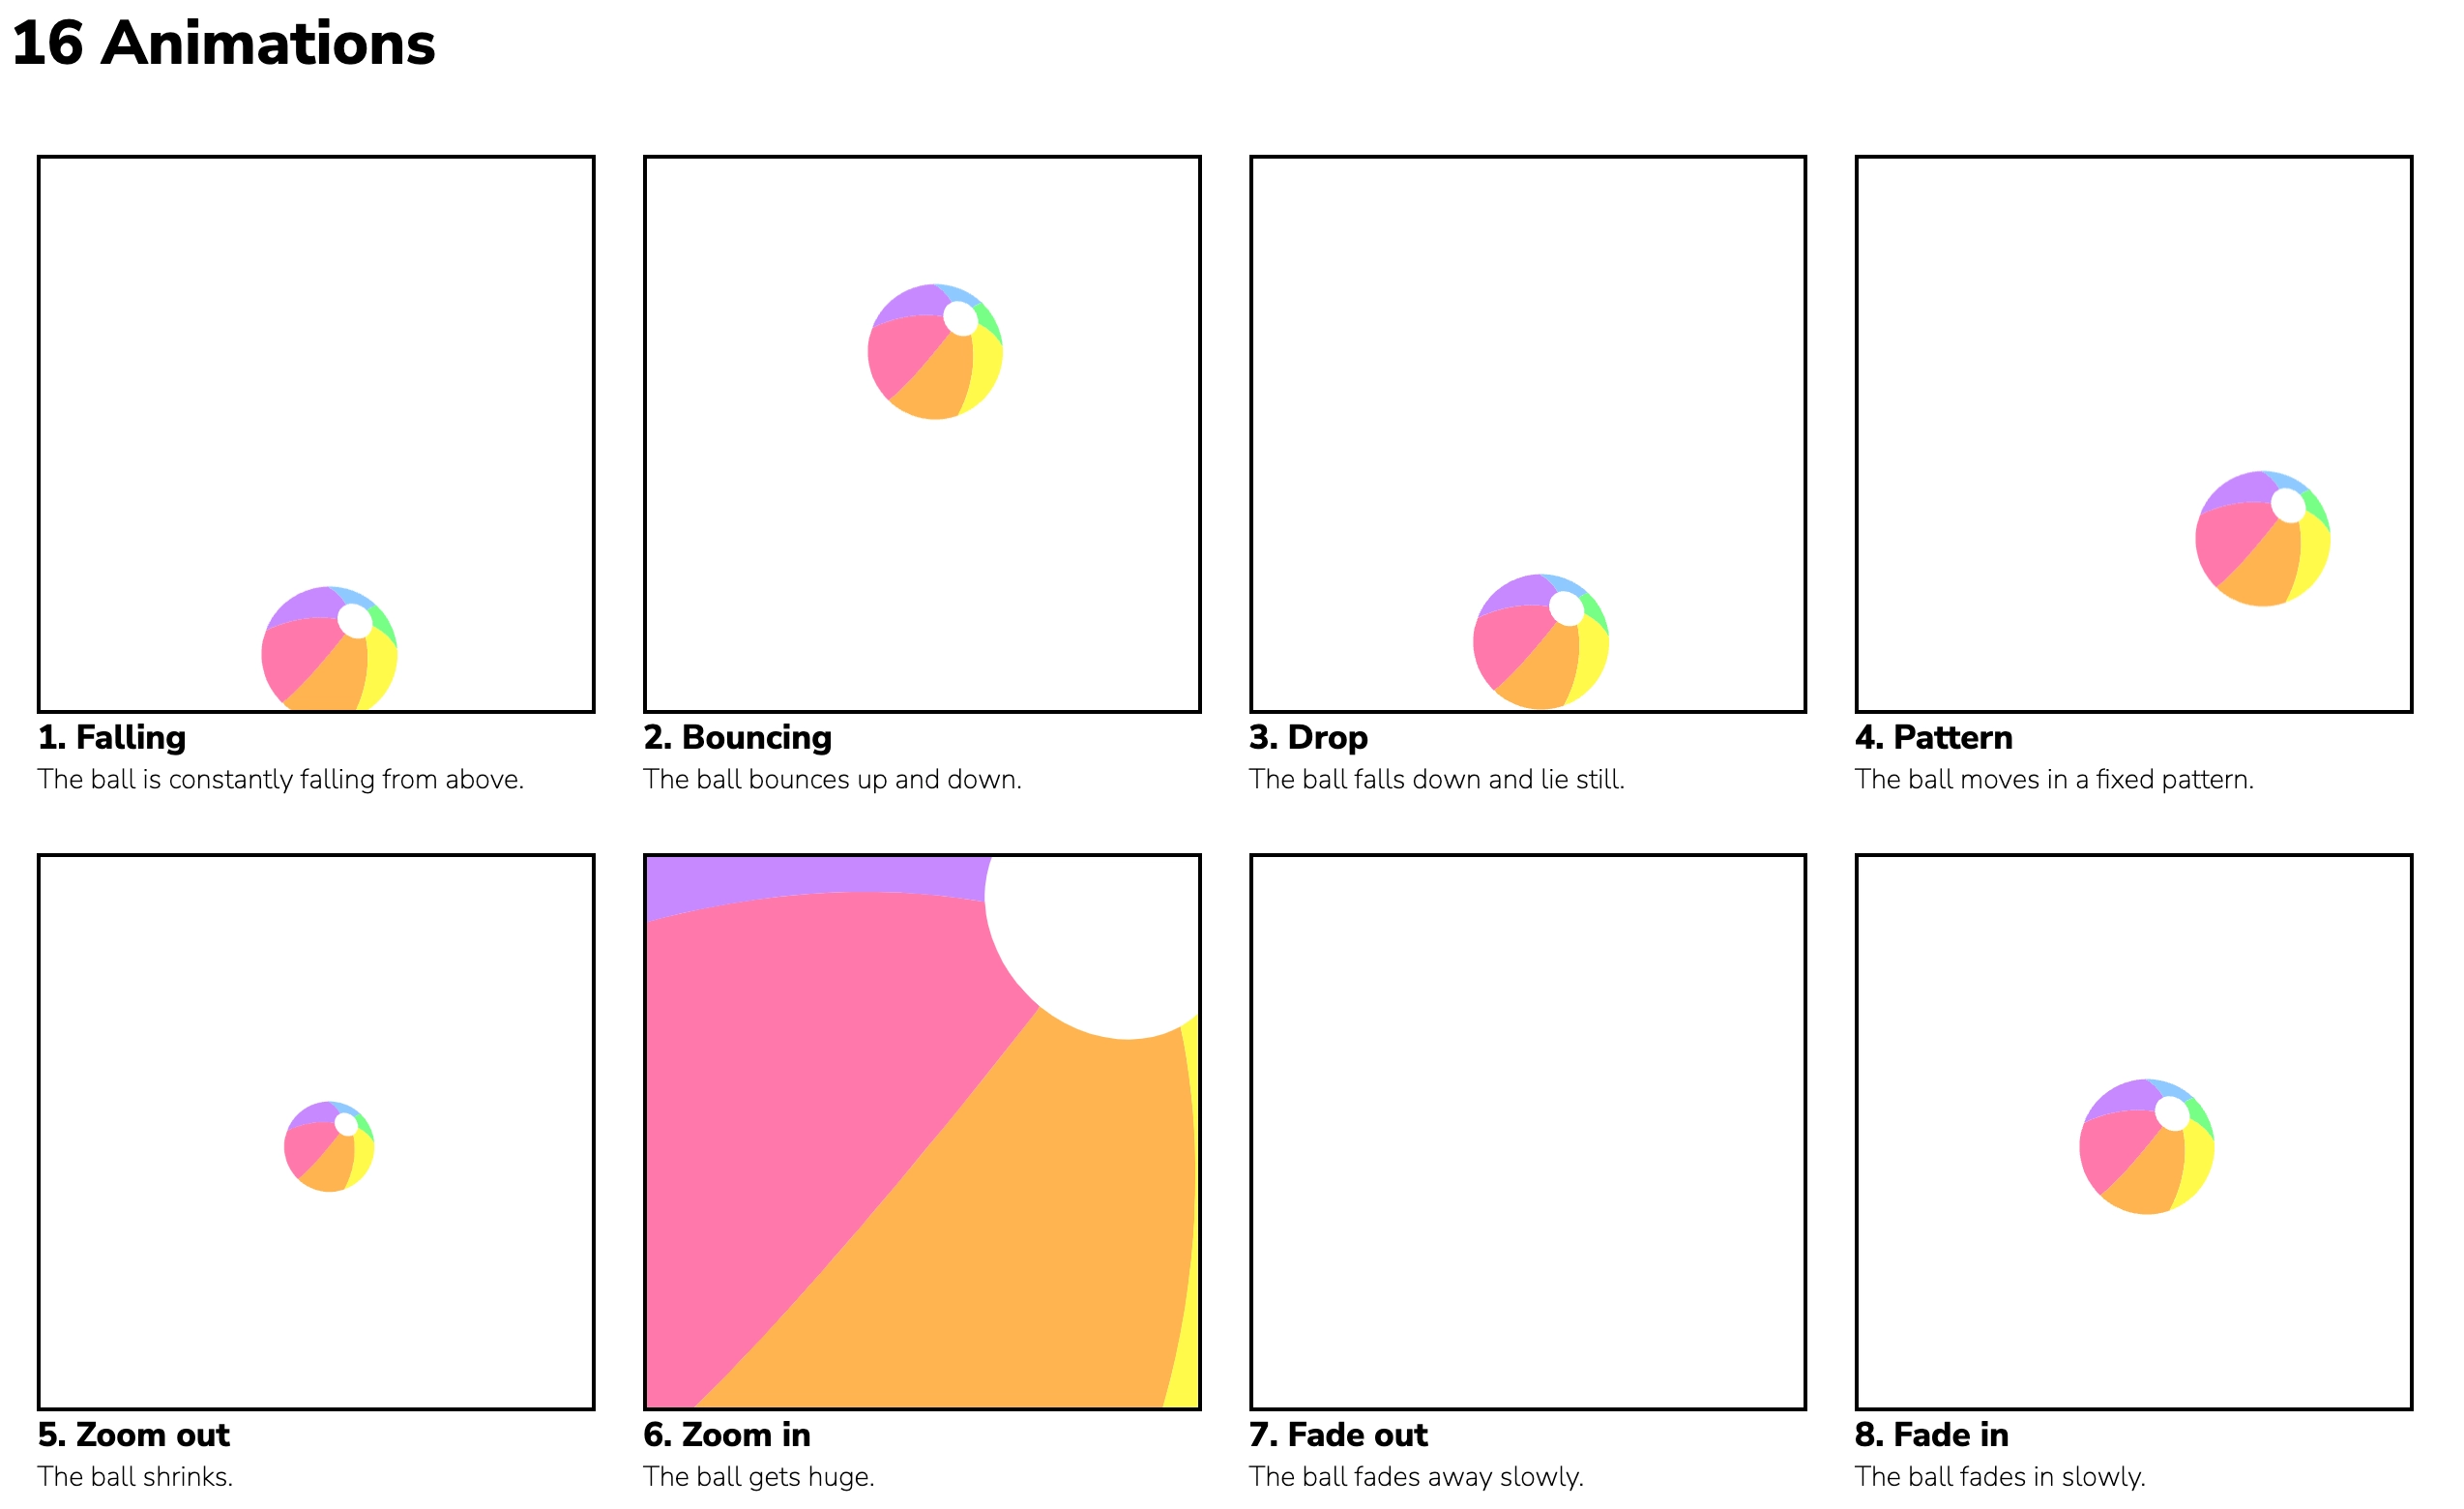 16 Animations
1. Falling
The ball is constantly falling from above.
2. Bouncing
The ball bounces up and down.
3. Drop
The ball falls down and lie still.
4. Pattern
The ball moves in a fixed pattern.
5. Zoom out
The ball shrinks.
6. Zoom in
The ball gets huge.
7. Fade out
The ball fades away slowly.
8. Fade in
The ball fades in slowly.